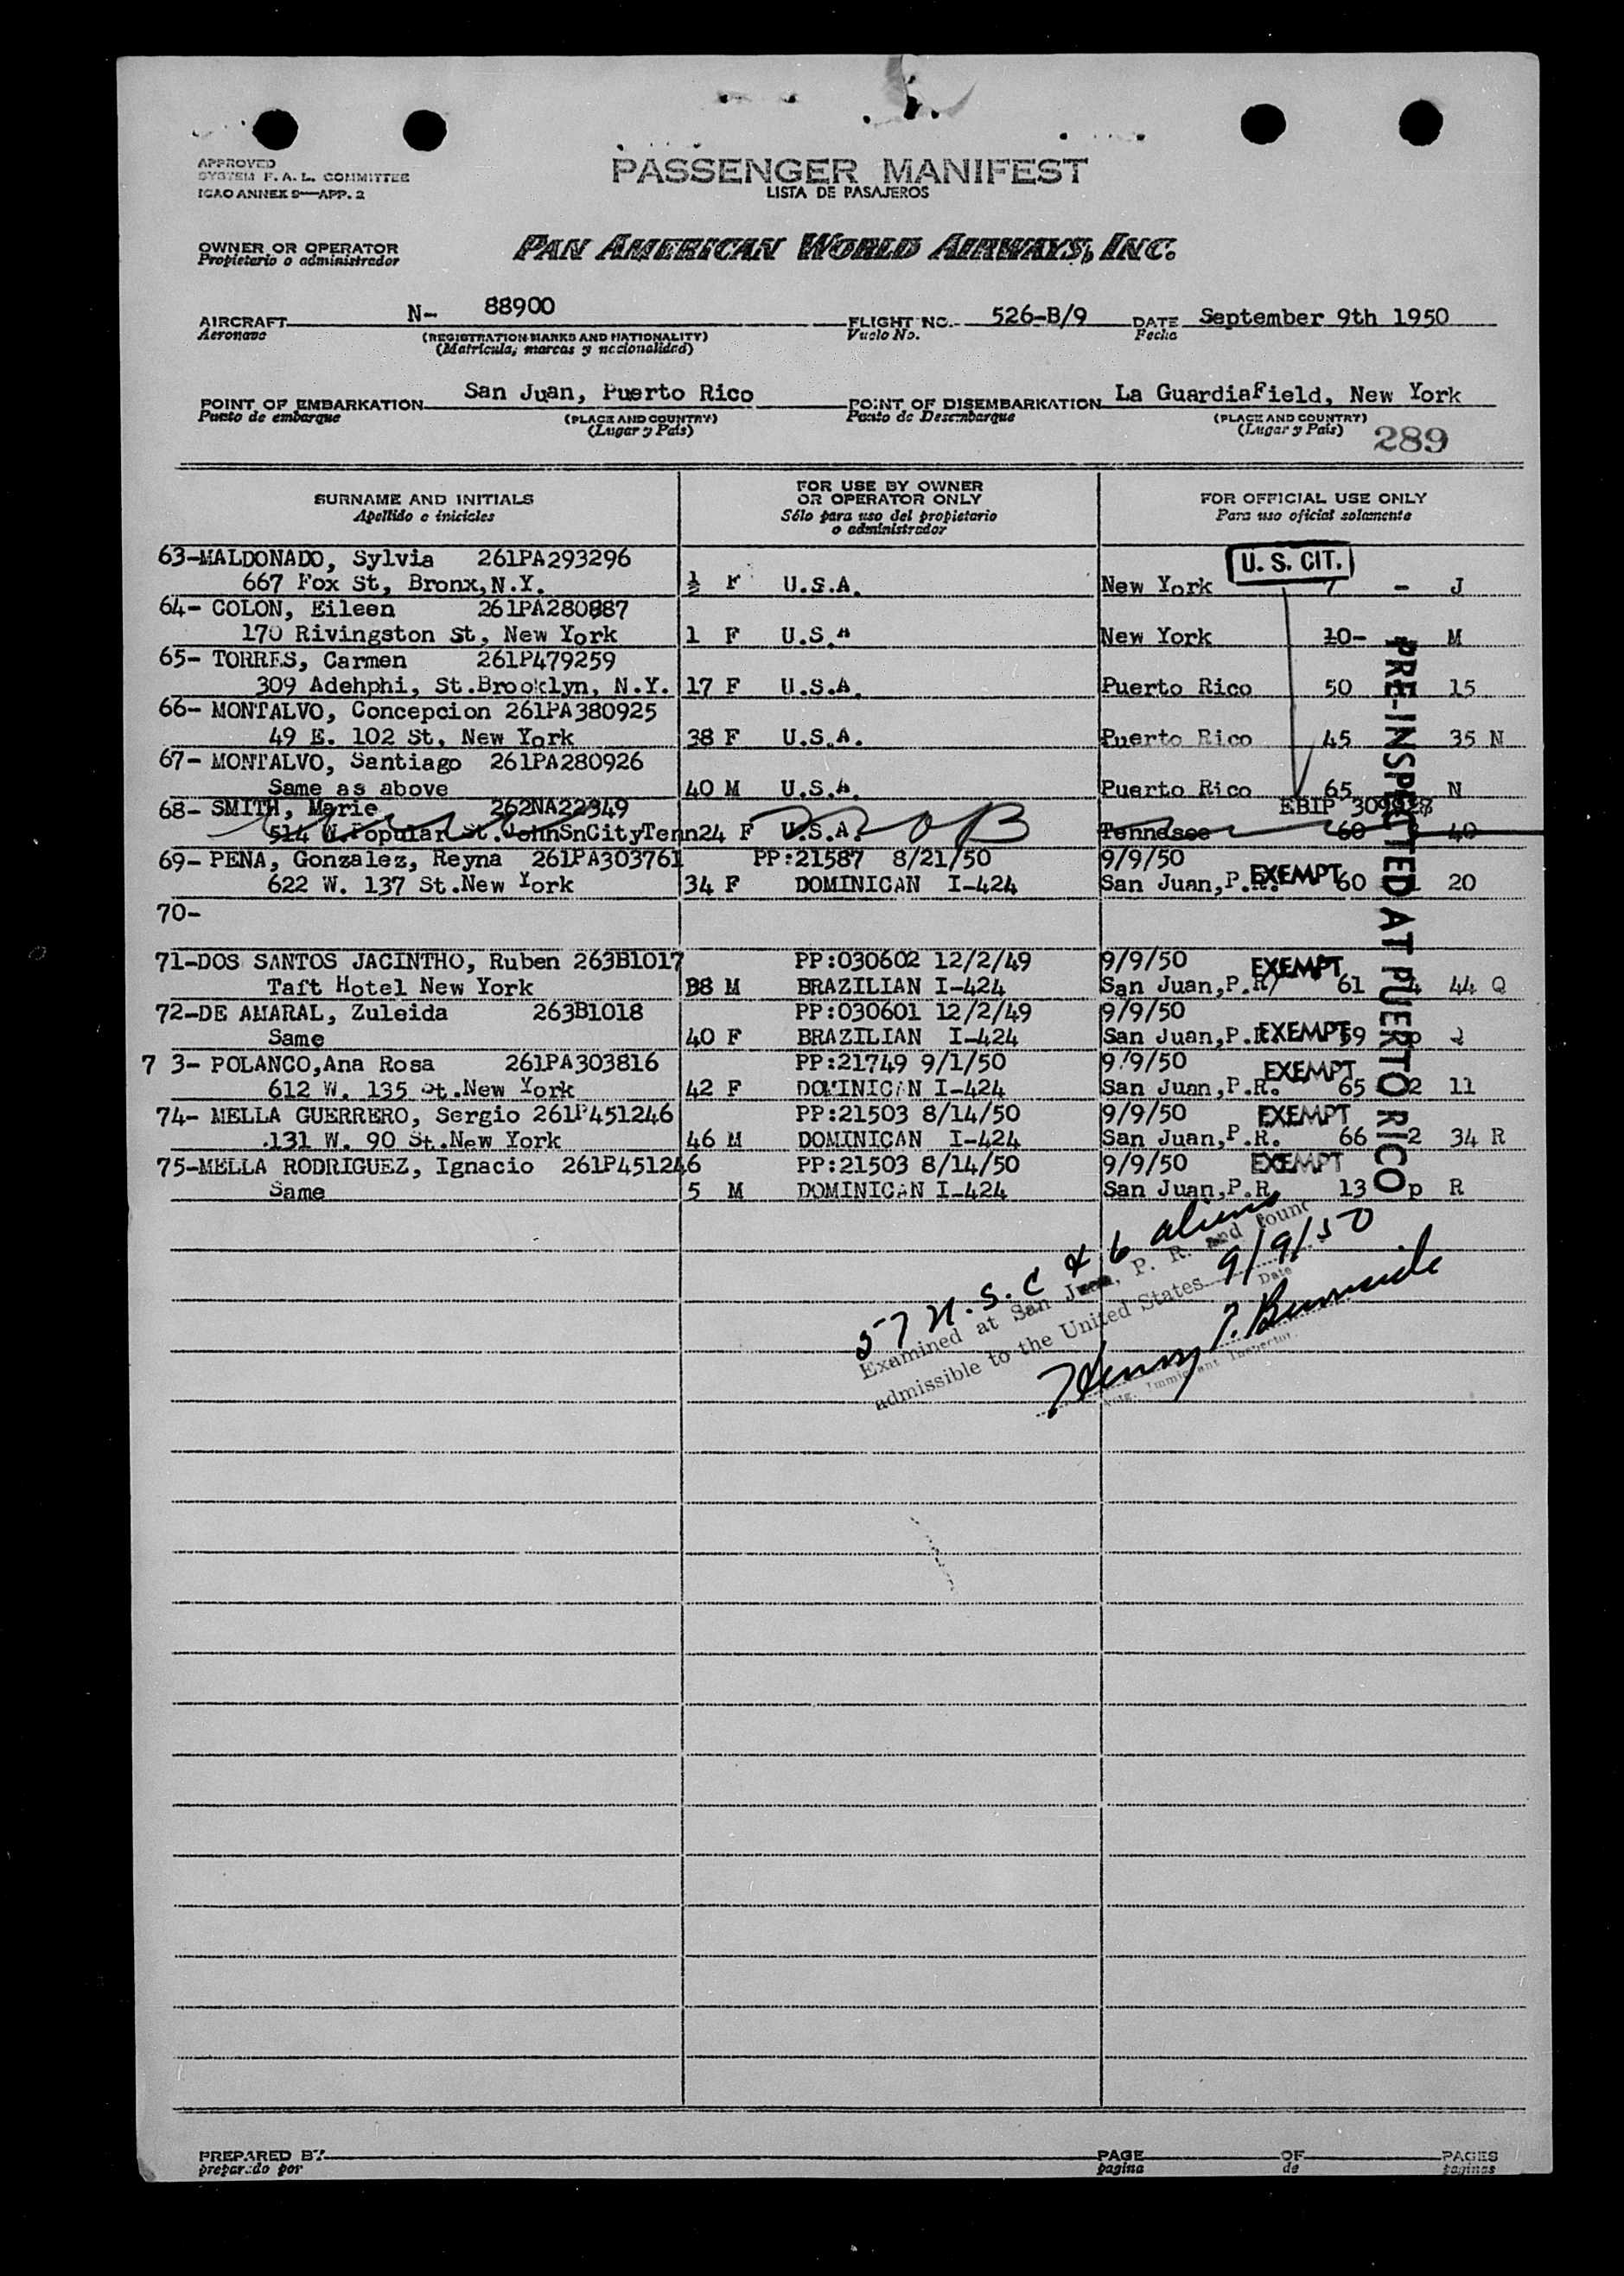 APPROVED
SYSTEM F. A. L. COMMITTEE
ICAO ANNEX 9—APP. 2
PASSENGER MANIFEST
LISTA DE PASAJEROS
OWNER OR OPERATOR
Propietario o administrador
PAN AMERICAN WORLD AIRWAYS, INC.
AIRCRAFT N- 88900 FLIGHT NO. 526-B/9 DATE September 9th 1950
Aeronave (REGISTRATION MARKS AND NATIONALITY) Vuelo No. Fecha
(Matricula, marcas y nacionalidad)
POINT OF EMBARKATION San Juan, Puerto Rico POINT OF DISEMBARKATION La GuardiaField, New York
Punto de embarque (PLACE AND COUNTRY) Punto de Desembarque (PLACE AND COUNTRY)
(Lugar y País) (Lugar y País) 289
SURNAME AND INITIALS FOR USE BY OWNER OR OPERATOR ONLY FOR OFFICIAL USE ONLY
Apellido e iniciales Sólo para uso del propietario o administrador Para uso oficial solamente
63-MALDONADO, Sylvia 261PA293296 U. S. CIT.
667 Fox St, Bronx,N.Y. ½ F U.S.A. New York 7 - J
64- COLON, Eileen 261PA280887
170 Rivingston St, New York 1 F U.S.A New York 10- M
65- TORRES, Carmen 261P479259
309 Adehphi, St.Brooklyn, N.Y. 17 F U.S.A. Puerto Rico 50 15
66- MONTALVO, Concepcion 261PA380925
49 E. 102 St, New York 38 F U.S.A. Puerto Rico 45 35 N
67- MONTALVO, Santiago 261PA280926
Same as above 40 M U.S.A. Puerto Rico 65 N
68- SMITH, Marie 262NA22349 EBIP
514 W.Popular St.JohnSnCityTenn24 F U.S.A. NOB Tennesee 60 40
69- PENA, Gonzalez, Reyna 261PA303761 PP:21587 8/21/50 9/9/50
622 W. 137 St.New York 34 F DOMINICAN I-424 San Juan,P.R. EXEMPT 60 20
70-
71-DOS SANTOS JACINTHO, Ruben 263B1017 PP:030602 12/2/49 9/9/50 EXEMPT
Taft Hotel New York 38 M BRAZILIAN I-424 San Juan,P.R/ 61 4 44 Q
72-DE AMARAL, Zuleida 263B1018 PP:030601 12/2/49 9/9/50
Same 40 F BRAZILIAN I-424 San Juan,P.R. EXEMPT 59 p Q
7 3- POLANCO,Ana Rosa 261PA303816 PP:21749 9/1/50 9/9/50 EXEMPT
612 W. 135 St.New York 42 F DOMINICAN I-424 San Juan,P.R. 65 2 11
74- MELLA GUERRERO, Sergio 261P451246 PP:21503 8/14/50 9/9/50 EXEMPT
131 W. 90 St.New York 46 M DOMINICAN I-424 San Juan,P.R. 66 2 34 R
75-MELLA RODRIGUEZ, Ignacio 261P451246 PP:21503 8/14/50 9/9/50 EXEMPT
Same 5 M DOMINICAN I-424 San Juan,P.R 13 p R
PRE-INSPECTED AT PUERTO RICO
57 U.S.C & 6 aliens
Examined at San Juan, P. R. and found
admissible to the United States 9/9/50
Date
Henry P. Burnside
Immigrant Inspector.
PREPARED BY PAGE OF PAGES
preparado por pagina de paginas